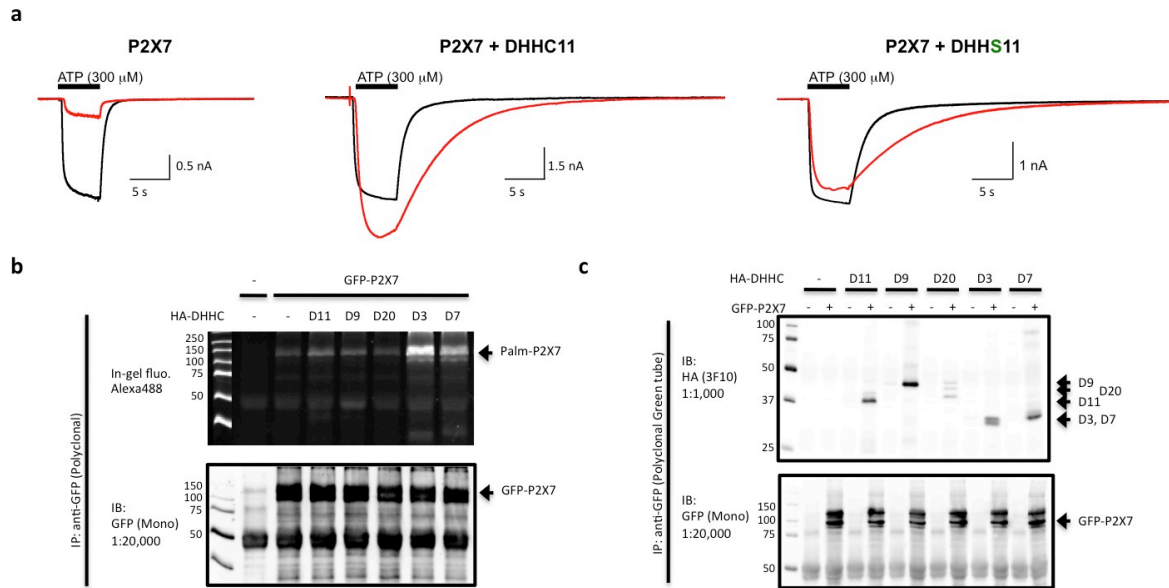 a
P2X7
P2X7 + DHHC11
P2X7 + DHHS11
ATP (300 µM)
ATP (300 µM)
ATP (300 µM)
0.5 nA
5 s
1.5 nA
5 s
1 nA
5 s
b
GFP-P2X7
-
HA-DHHC
-
D11
D9
D20
D3
D7
IP: anti-GFP (Polyclonal)
In-gel fluo.
Alexa488
250
150
100
50
Palm-P2X7
IB:
GFP (Mono)
1:20,000
150
100
50
GFP-P2X7
c
HA-DHHC
-
D11
D9
D20
D3
D7
GFP-P2X7
-
+
-
+
-
+
-
+
-
+
-
+
IP: anti-GFP (Polyclonal Green tube)
IB:
HA (3F10)
1:1,000
100
75
50
37
25
D9
D20
D11
D3, D7
IB:
GFP (Mono)
1:20,000
150
100
50
GFP-P2X7